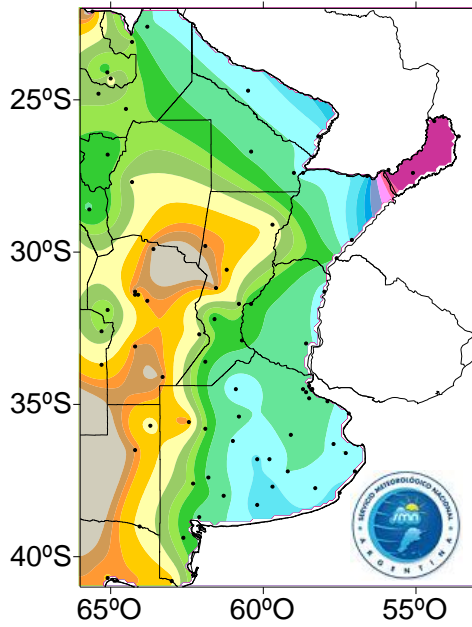 25ºS
30ºS
35ºS
40ºS
65ºO
60ºO
55ºO
SERVICIO METEOROLÓGICO NACIONAL
smn
ARGENTINA